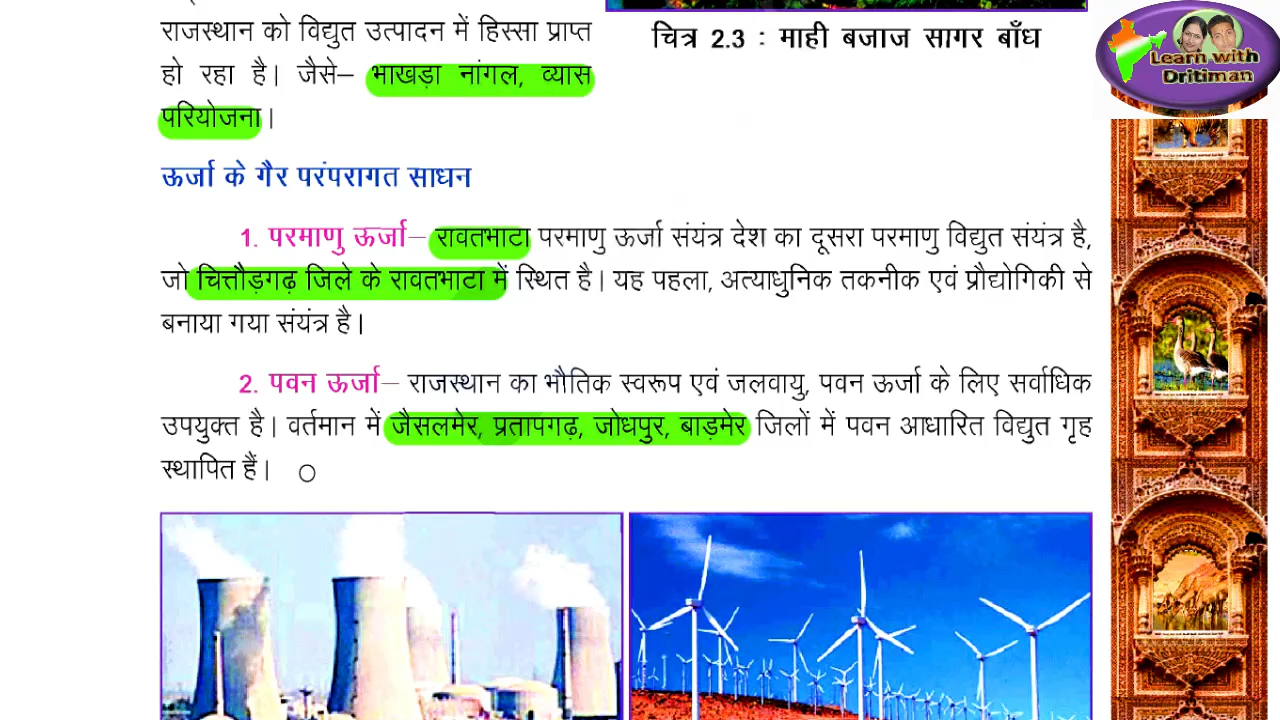 राजस्थान को विद्युत उत्पादन में हिस्सा प्राप्त
हो रहा है। जैसे– भाखड़ा नांगल, व्यास
परियोजना।
चित्र 2.3 : माही बजाज सागर बाँध
Learn with
Dritiman
ऊर्जा के गैर परंपरागत साधन
1. परमाणु ऊर्जा– रावतभाटा परमाणु ऊर्जा संयंत्र देश का दूसरा परमाणु विद्युत संयंत्र है,
जो चित्तौड़गढ़ जिले के रावतभाटा में स्थित है। यह पहला, अत्याधुनिक तकनीक एवं प्रौद्योगिकी से
बनाया गया संयंत्र है।
2. पवन ऊर्जा– राजस्थान का भौतिक स्वरूप एवं जलवायु, पवन ऊर्जा के लिए सर्वाधिक
उपयुक्त है। वर्तमान में जैसलमेर, प्रतापगढ़, जोधपुर, बाड़मेर जिलों में पवन आधारित विद्युत गृह
स्थापित हैं।